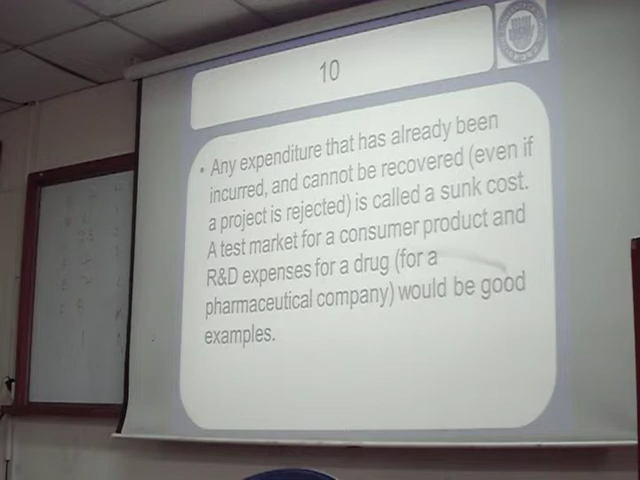 10
• Any expenditure that has already been
incurred, and cannot be recovered (even if
a project is rejected) is called a sunk cost.
A test market for a consumer product and
R&D expenses for a drug (for a
pharmaceutical company) would be good
examples.